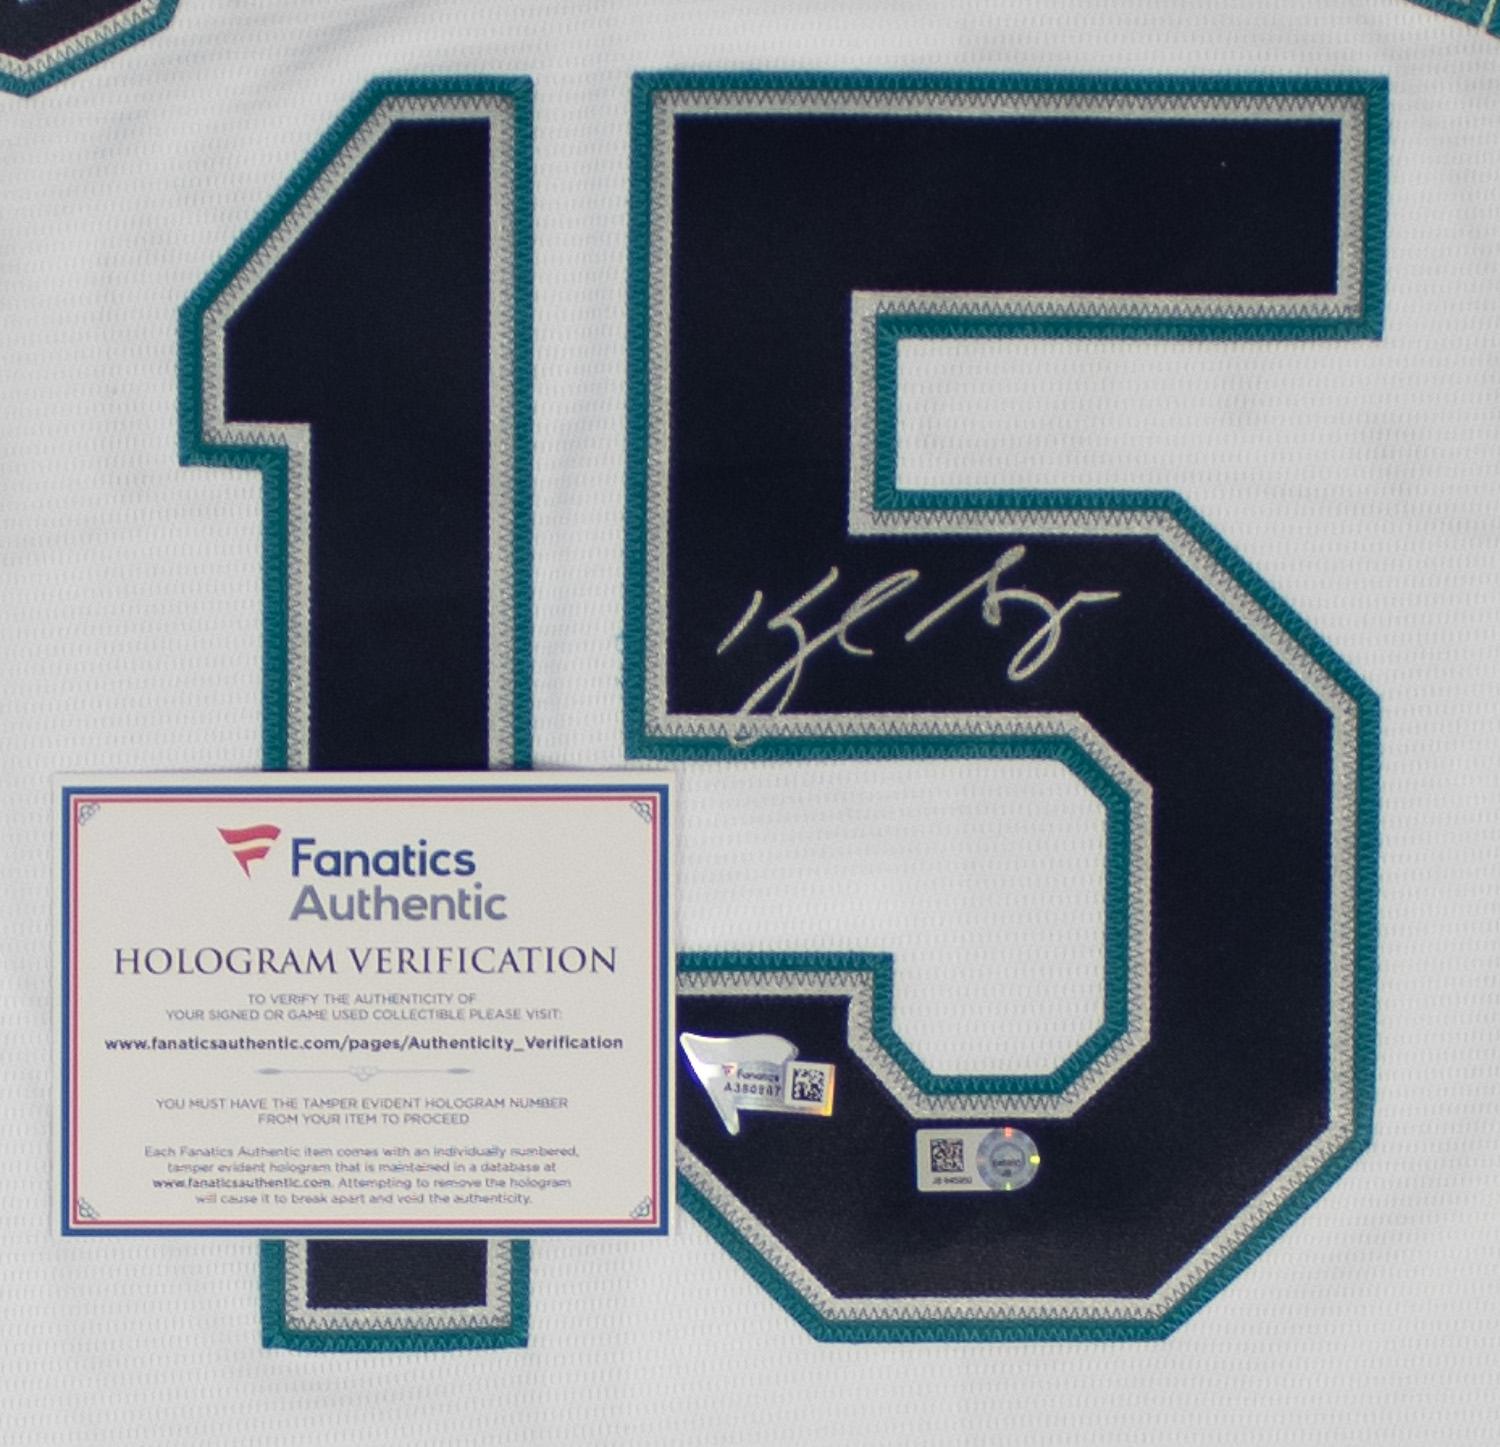 15
Fanatics
Authentic
HOLOGRAM VERIFICATION
TO VERIFY THE AUTHENTICITY OF
YOUR SIGNED OR GAME USED COLLECTIBLE PLEASE VISIT:
www.fanaticsauthentic.com/pages/Authenticity_Verification
YOU MUST HAVE THE TAMPER EVIDENT HOLOGRAM NUMBER
FROM YOUR ITEM TO PROCEED
Each Fanatics Authentic item comes with an individually numbered,
tamper evident hologram that is maintained in a database at
www.fanaticsauthentic.com. Attempting to remove the hologram
will cause it to break apart and void the authenticity.
Fanatics